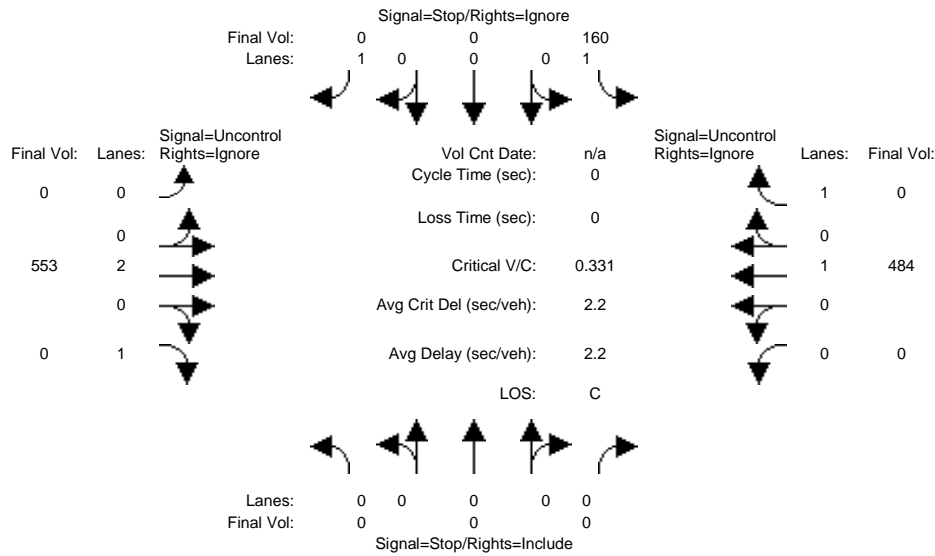 Signal=Stop/Rights=Ignore
Final Vol: 0 0 160
Lanes: 1 0 0 0 1
Signal=Uncontrol
Final Vol: Lanes: Rights=Ignore
Vol Cnt Date: n/a
Signal=Uncontrol
Rights=Ignore Lanes: Final Vol:
Cycle Time (sec): 0
0 0
1 0
Loss Time (sec): 0
0
0
553 2
Critical V/C: 0.331
1 484
0
Avg Crit Del (sec/veh): 2.2
0
0 1
Avg Delay (sec/veh): 2.2
0 0
LOS: C
Lanes: 0 0 0 0 0
Final Vol: 0 0 0
Signal=Stop/Rights=Include